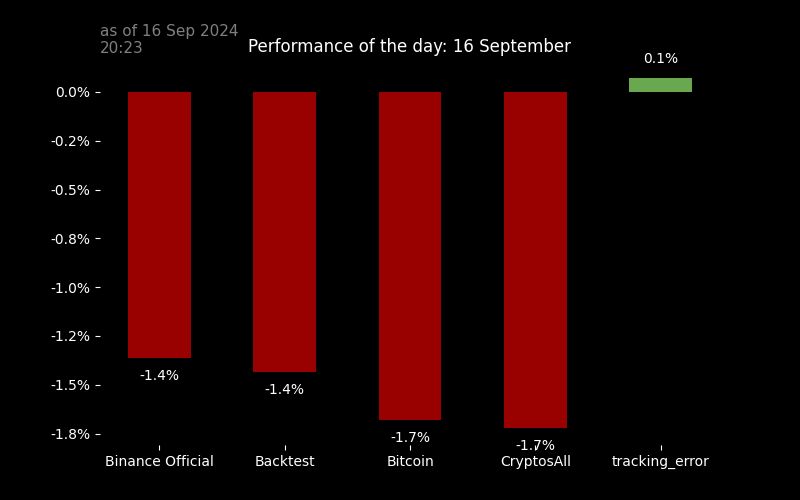 as of 16 Sep 2024
20:23
Performance of the day: 16 September
0.1%
0.0%
-0.2%
-0.5%
-0.8%
-1.0%
-1.2%
-1.5%
-1.8%
-1.4%
-1.4%
-1.7%
-1.7%
Binance Official
Backtest
Bitcoin
CryptosAll
tracking_error